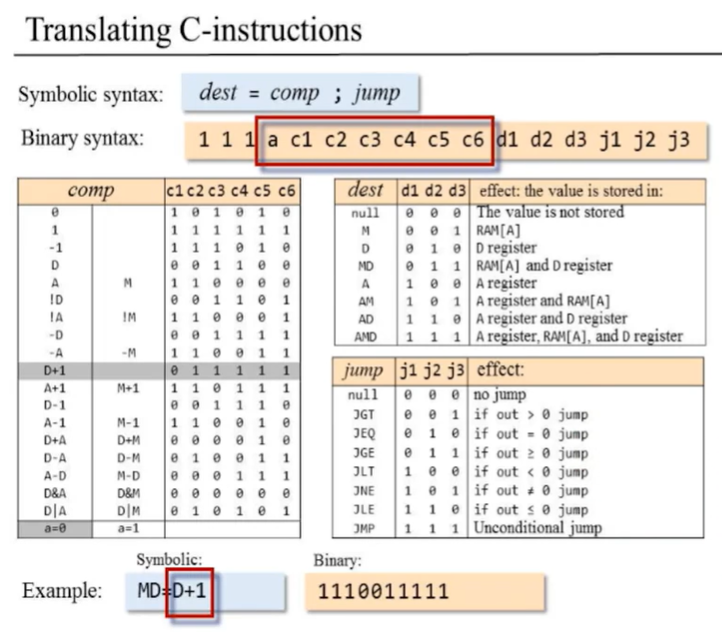 Translating C-instructions
Symbolic syntax: dest = comp ; jump
Binary syntax: 1 1 1 a c1 c2 c3 c4 c5 c6 d1 d2 d3 j1 j2 j3
comp c1 c2 c3 c4 c5 c6
0 1 0 1 0 1 0
1 1 1 1 1 1 1
-1 1 1 1 0 1 0
D 0 0 1 1 0 0
A M 1 1 0 0 0 0
!D 0 0 1 1 0 1
!A !M 1 1 0 0 0 1
-D 0 0 1 1 1 1
-A -M 1 1 0 0 1 1
D+1 0 1 1 1 1 1
A+1 M+1 1 1 0 1 1 1
D-1 0 0 1 1 1 0
A-1 M-1 1 1 0 0 1 0
D+A D+M 0 0 0 0 1 0
D-A D-M 0 1 0 0 1 1
A-D M-D 0 0 0 1 1 1
D&A D&M 0 0 0 0 0 0
D|A D|M 0 1 0 1 0 1
a=0 a=1
dest d1 d2 d3 effect: the value is stored in:
null 0 0 0 The value is not stored
M 0 0 1 RAM[A]
D 0 1 0 D register
MD 0 1 1 RAM[A] and D register
A 1 0 0 A register
AM 1 0 1 A register and RAM[A]
AD 1 1 0 A register and D register
AMD 1 1 1 A register, RAM[A], and D register
jump j1 j2 j3 effect:
null 0 0 0 no jump
JGT 0 0 1 if out > 0 jump
JEQ 0 1 0 if out = 0 jump
JGE 0 1 1 if out ≥ 0 jump
JLT 1 0 0 if out < 0 jump
JNE 1 0 1 if out ≠ 0 jump
JLE 1 1 0 if out ≤ 0 jump
JMP 1 1 1 Unconditional jump
Symbolic: Binary:
Example: MD=D+1 1110011111